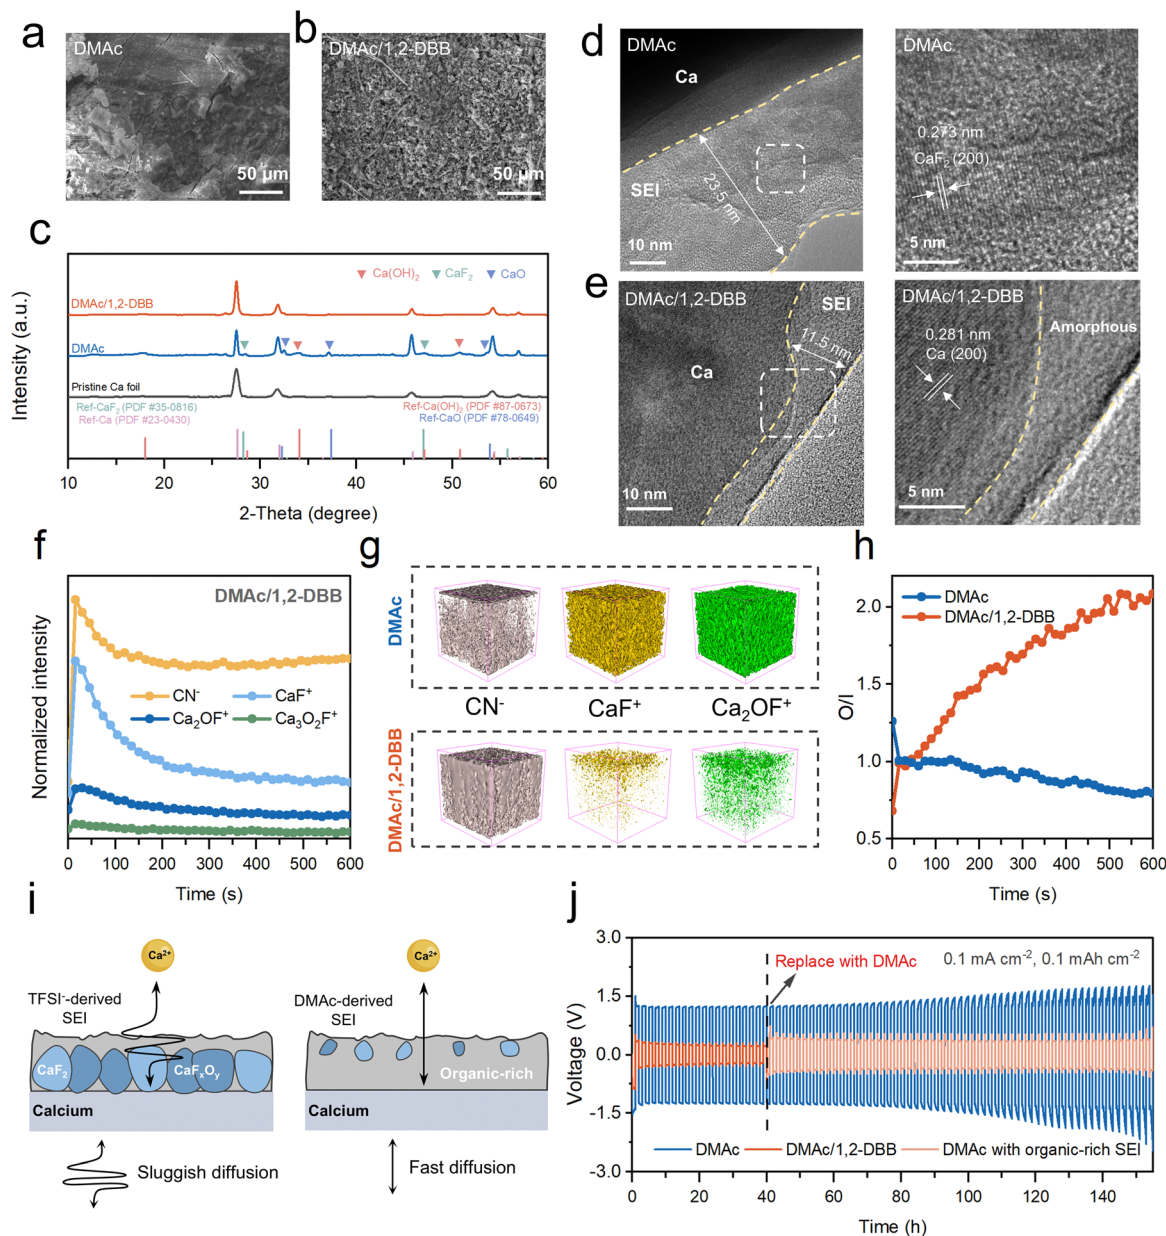 a
DMAc
50 μm
b
DMAc/1,2-DBB
50 μm
c
Ca(OH)₂ CaF₂ CaO
DMAc/1,2-DBB
DMAc
Pristine Ca foil
Ref-CaF₂ (PDF #35-0816)
Ref-Ca (PDF #23-0430)
Ref-Ca(OH)₂ (PDF #87-0673)
Ref-CaO (PDF #78-0649)
Intensity (a.u.)
10 20 30 40 50 60
2-Theta (degree)
d
DMAc
Ca
SEI
23.5 nm
10 nm
0.273 nm
CaF₂ (200)
5 nm
e
DMAc/1,2-DBB
SEI
11.5 nm
Ca
10 nm
DMAc/1,2-DBB
0.281 nm
Ca (200)
Amorphous
5 nm
f
DMAc/1,2-DBB
CN⁻ CaF⁺
Ca₂OF⁺ Ca₃O₂F⁺
Normalized intensity
0 100 200 300 400 500 600
Time (s)
g
DMAc
CN⁻ CaF⁺ Ca₂OF⁺
DMAc/1,2-DBB
h
DMAc
DMAc/1,2-DBB
O/I
2.0
1.5
1.0
0.5
0 100 200 300 400 500 600
Time (s)
i
Ca²⁺
TFSI⁻-derived
SEI
CaF₂
CaFₓOᵧ
Calcium
Sluggish diffusion
Ca²⁺
DMAc-derived
SEI
Organic-rich
Calcium
Fast diffusion
j
Replace with DMAc
0.1 mA cm⁻², 0.1 mAh cm⁻²
Voltage (V)
3.0
1.5
0.0
-1.5
-3.0
DMAc DMAc/1,2-DBB DMAc with organic-rich SEI
0 20 40 60 80 100 120 140
Time (h)